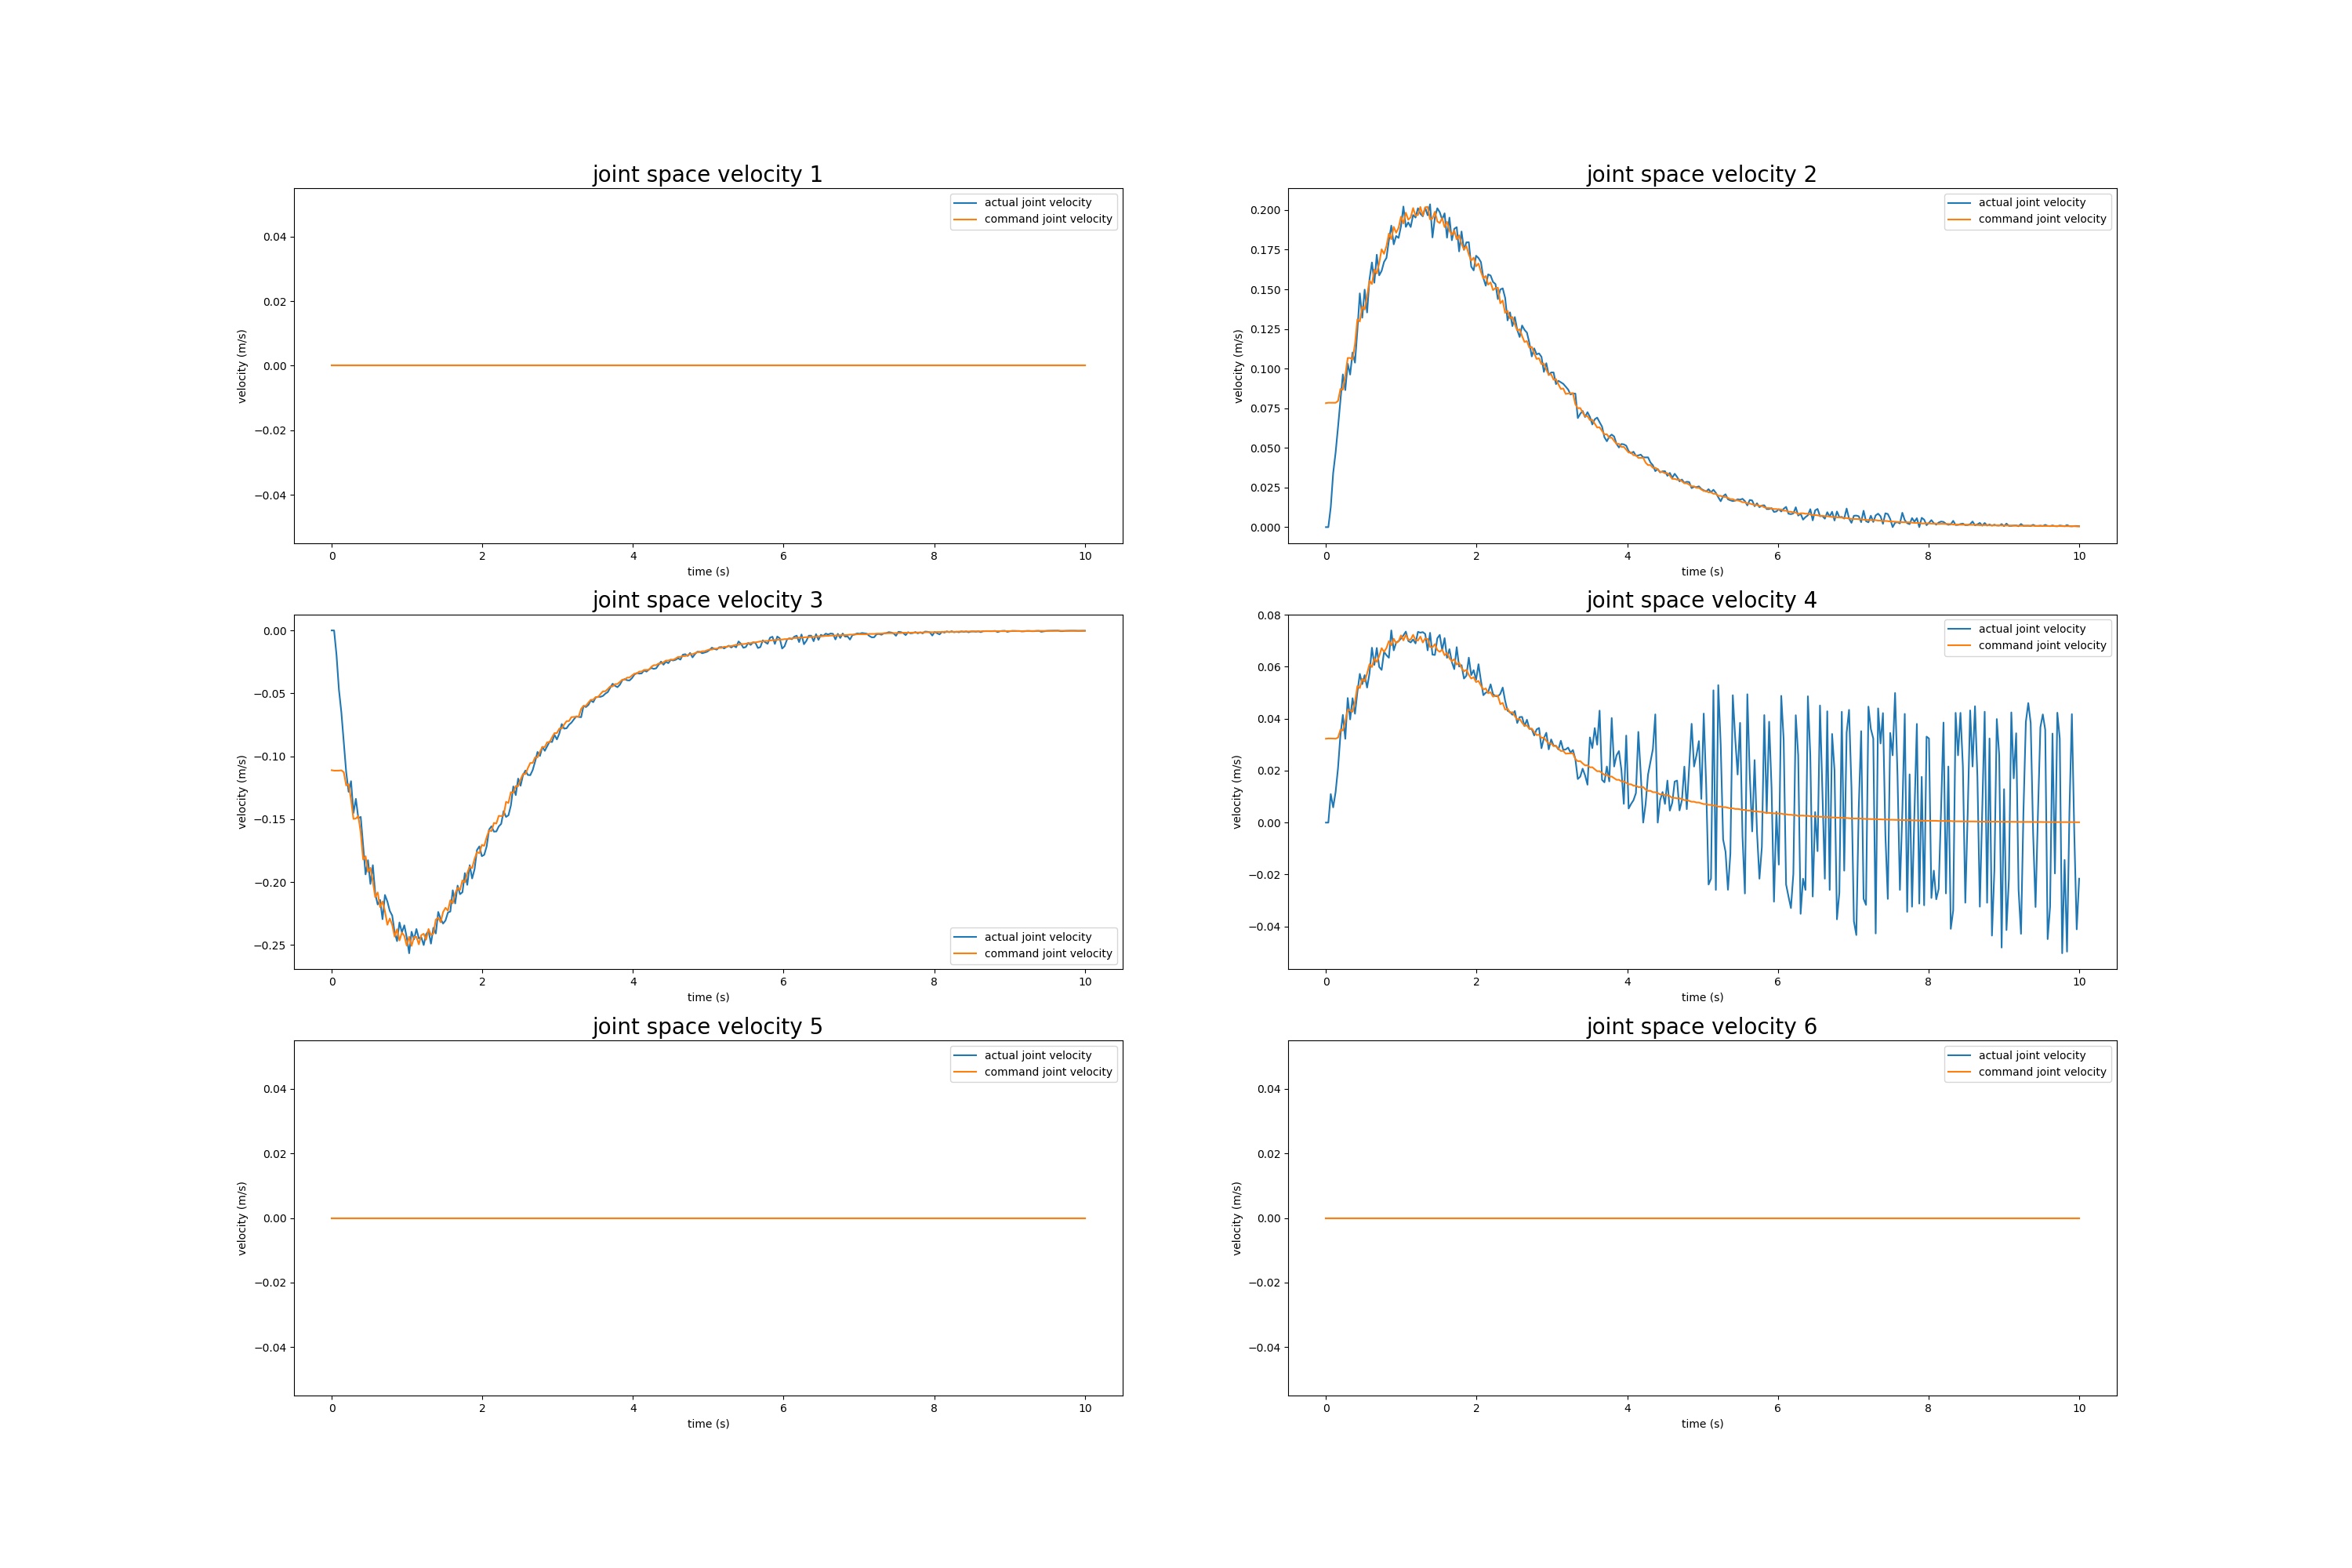 joint space velocity 1
actual joint velocity
command joint velocity
0.04
0.02
0.00
−0.02
−0.04
velocity (m/s)
0 2 4 6 8 10
time (s)
joint space velocity 2
actual joint velocity
command joint velocity
0.200
0.175
0.150
0.125
0.100
0.075
0.050
0.025
0.000
velocity (m/s)
0 2 4 6 8 10
time (s)
joint space velocity 3
0.00
−0.05
−0.10
−0.15
−0.20
−0.25
velocity (m/s)
actual joint velocity
command joint velocity
0 2 4 6 8 10
time (s)
joint space velocity 4
actual joint velocity
command joint velocity
0.08
0.06
0.04
0.02
0.00
−0.02
−0.04
velocity (m/s)
0 2 4 6 8 10
time (s)
joint space velocity 5
actual joint velocity
command joint velocity
0.04
0.02
0.00
−0.02
−0.04
velocity (m/s)
0 2 4 6 8 10
time (s)
joint space velocity 6
actual joint velocity
command joint velocity
0.04
0.02
0.00
−0.02
−0.04
velocity (m/s)
0 2 4 6 8 10
time (s)